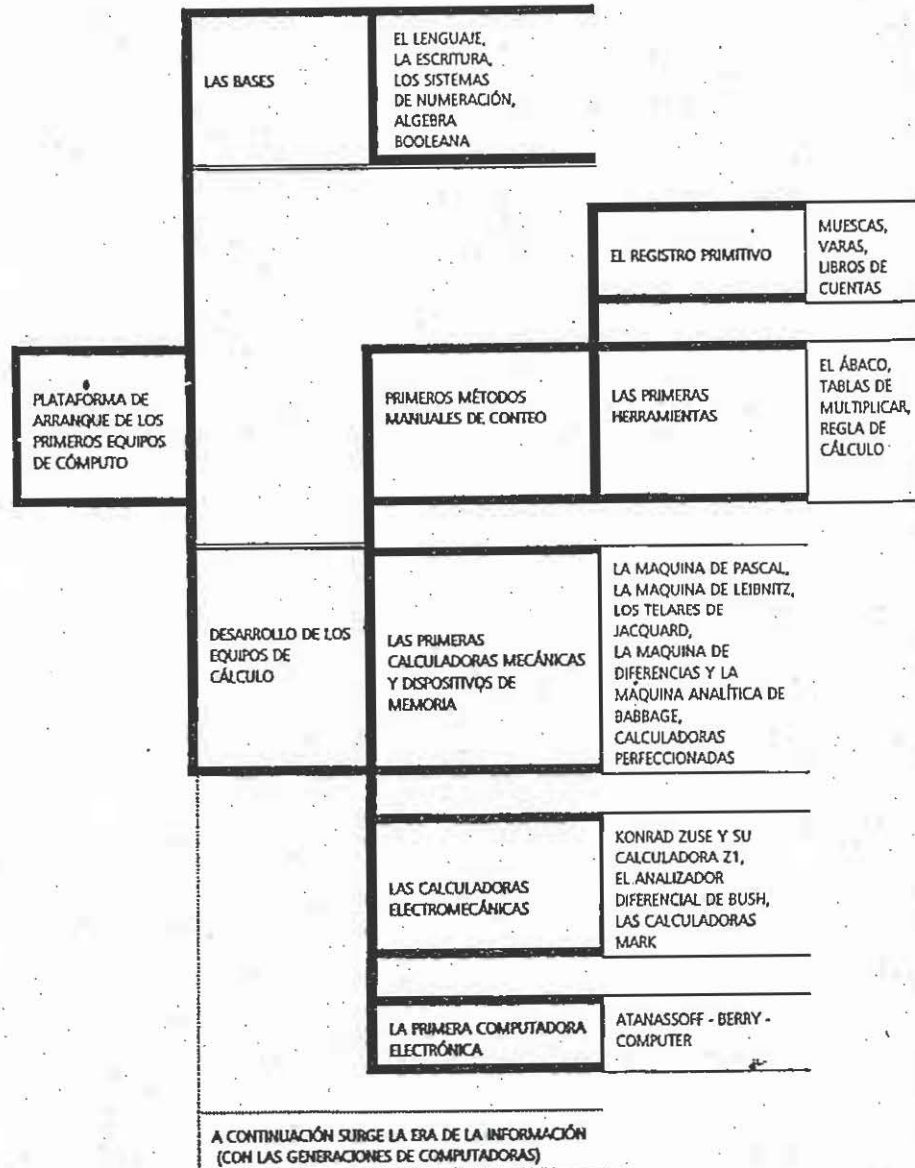 LAS BASES
EL LENGUAJE,
LA ESCRITURA,
LOS SISTEMAS
DE NUMERACIÓN,
ALGEBRA
BOOLEANA
EL REGISTRO PRIMITIVO
MUESCAS,
VARAS,
LIBROS DE
CUENTAS
PLATAFORMA DE
ARRANQUE DE LOS
PRIMEROS EQUIPOS
DE CÓMPUTO
PRIMEROS MÉTODOS
MANUALES DE CONTEO
LAS PRIMERAS
HERRAMIENTAS
EL ÁBACO,
TABLAS DE
MULTIPLICAR,
REGLA DE
CÁLCULO
DESARROLLO DE LOS
EQUIPOS DE
CÁLCULO
LAS PRIMERAS
CALCULADORAS MECÁNICAS
Y DISPOSITIVOS DE
MEMORIA
LA MAQUINA DE PASCAL,
LA MAQUINA DE LEIBNITZ,
LOS TELARES DE
JACQUARD,
LA MAQUINA DE
DIFERENCIAS Y LA
MÁQUINA ANALÍTICA DE
BABBAGE,
CALCULADORAS
PERFECCIONADAS
LAS CALCULADORAS
ELECTROMECÁNICAS
KONRAD ZUSE Y SU
CALCULADORA Z1,
EL ANALIZADOR
DIFERENCIAL DE BUSH,
LAS CALCULADORAS
MARK
LA PRIMERA COMPUTADORA
ELECTRÓNICA
ATANASSOFF - BERRY -
COMPUTER
A CONTINUACIÓN SURGE LA ERA DE LA INFORMACIÓN
(CON LAS GENERACIONES DE COMPUTADORAS)